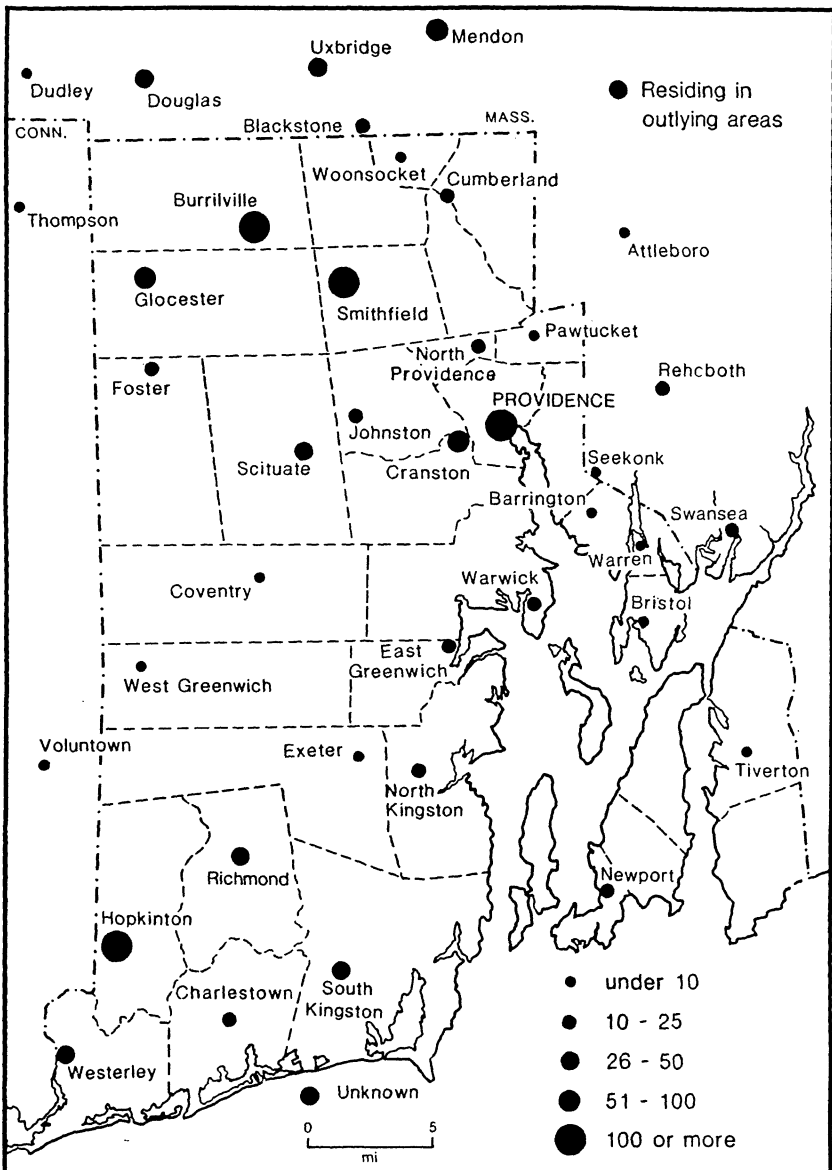 Mendon
Uxbridge
Dudley
Douglas
Residing in
outlying areas
CONN.
Blackstone
MASS.
Woonsocket
Cumberland
Thompson
Burrilville
Attleboro
Glocester
Smithfield
Pawtucket
North
Providence
Foster
Rehcboth
PROVIDENCE
Johnston
Scituate
Cranston
Seekonk
Barrington
Swansea
Warren
Coventry
Warwick
Bristol
East
Greenwich
West Greenwich
Voluntown
Exeter
North
Kingston
Tiverton
Richmond
Newport
Hopkinton
Charlestown
South
Kingston
Westerley
Unknown
under 10
10 - 25
26 - 50
51 - 100
100 or more
0 5
mi